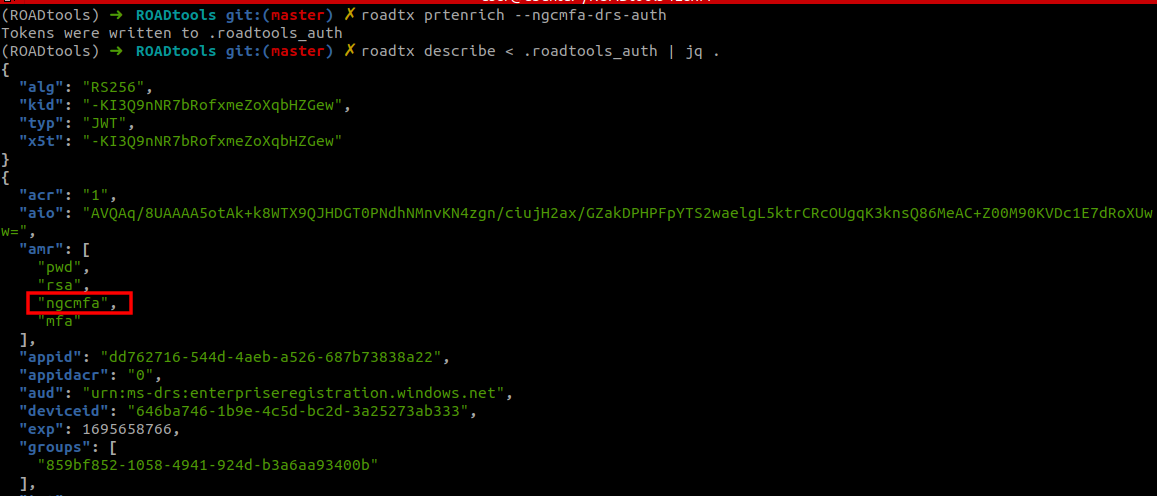 (ROADtools) ➜ ROADtools git:(master) ✗ roadtx prtenrich --ngcmfa-drs-auth
Tokens were written to .roadtools_auth
(ROADtools) ➜ ROADtools git:(master) ✗ roadtx describe < .roadtools_auth | jq .
{
"alg": "RS256",
"kid": "-KI3Q9nNR7bRofxmeZoXqbHZGew",
"typ": "JWT",
"x5t": "-KI3Q9nNR7bRofxmeZoXqbHZGew"
}
{
"acr": "1",
"aio": "AVQAq/8UAAAA5otAk+k8WTX9QJHDGT0PNdhNMnvKN4zgn/ciujH2ax/GZakDPHPFpYTS2waelgL5ktrCRcOUgqK3knsQ86MeAC+Z00M90KVDc1E7dRoXUw
w=",
"amr": [
"pwd",
"rsa",
"ngcmfa",
"mfa"
],
"appid": "dd762716-544d-4aeb-a526-687b73838a22",
"appidacr": "0",
"aud": "urn:ms-drs:enterpriseregistration.windows.net",
"deviceid": "646ba746-1b9e-4c5d-bc2d-3a25273ab333",
"exp": 1695658766,
"groups": [
"859bf852-1058-4941-924d-b3a6aa93400b"
],